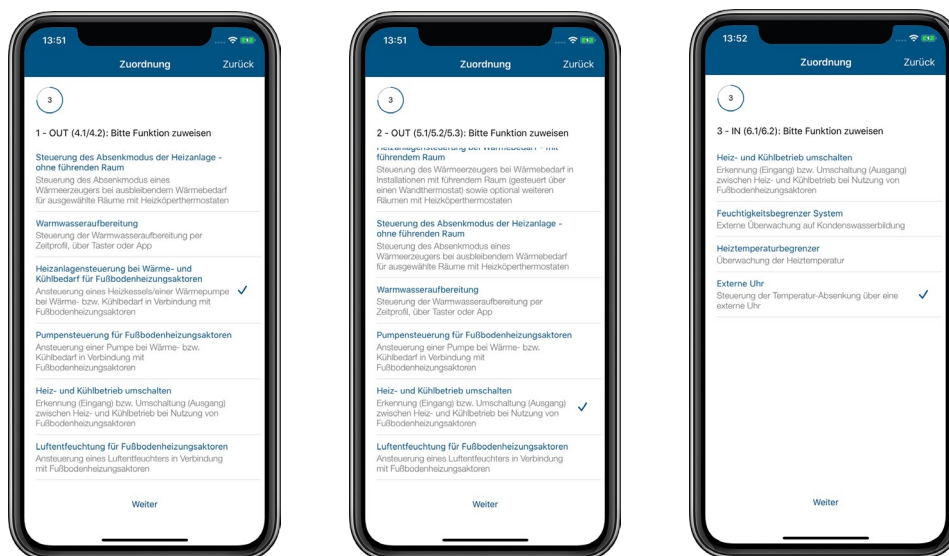 13:51
Zuordnung Zurück
3
1 - OUT (4.1/4.2): Bitte Funktion zuweisen
Steuerung des Absenkmodus der Heizanlage -
ohne führenden Raum
Steuerung des Absenkmodus eines
Wärmeerzeugers bei ausbleibendem Wärmebedarf
für ausgewählte Räume mit Heizköperthermostaten
Warmwasseraufbereitung
Steuerung der Warmwasseraufbereitung per
Zeitprofil, über Taster oder App
Heizanlagensteuerung bei Wärme- und
Kühlbedarf für Fußbodenheizungsaktoren
Ansteuerung eines Heizkessels/einer Wärmepumpe
bei Wärme- bzw. Kühlbedarf in Verbindung mit
Fußbodenheizungsaktoren
Pumpensteuerung für Fußbodenheizungsaktoren
Ansteuerung einer Pumpe bei Wärme- bzw.
Kühlbedarf in Verbindung mit
Fußbodenheizungsaktoren
Heiz- und Kühlbetrieb umschalten
Erkennung (Eingang) bzw. Umschaltung (Ausgang)
zwischen Heiz- und Kühlbetrieb bei Nutzung von
Fußbodenheizungsaktoren
Luftentfeuchtung für Fußbodenheizungsaktoren
Ansteuerung eines Luftentfeuchters in Verbindung
mit Fußbodenheizungsaktoren
Weiter
13:51
Zuordnung Zurück
3
2 - OUT (5.1/5.2/5.3): Bitte Funktion zuweisen
Heizanlagensteuerung bei Wärmebedarf - mit
führendem Raum
Steuerung des Wärmeerzeugers bei Wärmebedarf in
Installationen mit führendem Raum (gesteuert über
einen Wandthermostat) sowie optional weiteren
Räumen mit Heizköperthermostaten
Steuerung des Absenkmodus der Heizanlage -
ohne führenden Raum
Steuerung des Absenkmodus eines
Wärmeerzeugers bei ausbleibendem Wärmebedarf
für ausgewählte Räume mit Heizköperthermostaten
Warmwasseraufbereitung
Steuerung der Warmwasseraufbereitung per
Zeitprofil, über Taster oder App
Pumpensteuerung für Fußbodenheizungsaktoren
Ansteuerung einer Pumpe bei Wärme- bzw.
Kühlbedarf in Verbindung mit
Fußbodenheizungsaktoren
Heiz- und Kühlbetrieb umschalten
Erkennung (Eingang) bzw. Umschaltung (Ausgang)
zwischen Heiz- und Kühlbetrieb bei Nutzung von
Fußbodenheizungsaktoren
Luftentfeuchtung für Fußbodenheizungsaktoren
Ansteuerung eines Luftentfeuchters in Verbindung
mit Fußbodenheizungsaktoren
Weiter
13:52
Zuordnung Zurück
3
3 - IN (6.1/6.2): Bitte Funktion zuweisen
Heiz- und Kühlbetrieb umschalten
Erkennung (Eingang) bzw. Umschaltung (Ausgang)
zwischen Heiz- und Kühlbetrieb bei Nutzung von
Fußbodenheizungsaktoren
Feuchtigkeitsbegrenzer System
Externe Überwachung auf Kondenswasserbildung
Heiztemperaturbegrenzer
Überwachung der Heiztemperatur
Externe Uhr
Steuerung der Temperatur-Absenkung über eine
externe Uhr
Weiter